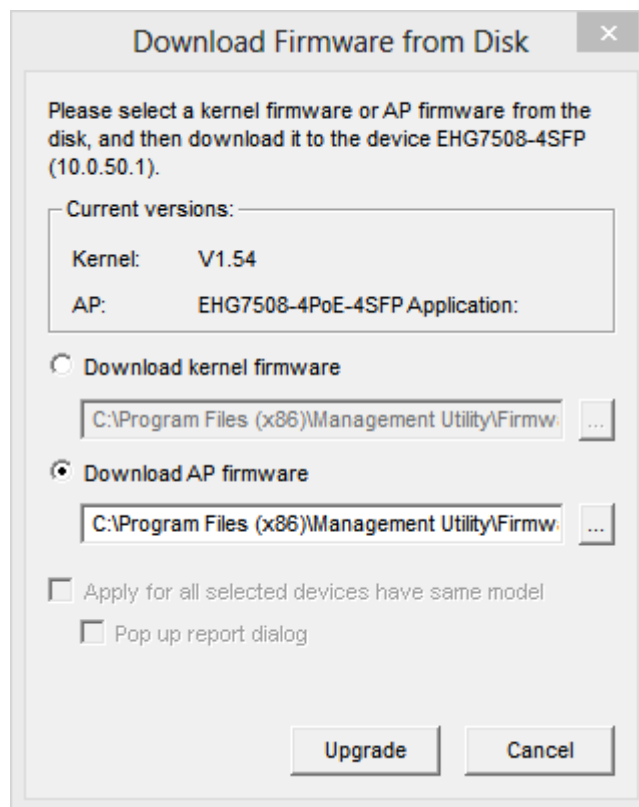 Download Firmware from Disk
Please select a kernel firmware or AP firmware from the
disk, and then download it to the device EHG7508-4SFP
(10.0.50.1).
Current versions:
Kernel: V1.54
AP: EHG7508-4PoE-4SFP Application:
Download kernel firmware
C:\Program Files (x86)\Management Utility\Firmw ...
Download AP firmware
C:\Program Files (x86)\Management Utility\Firmwa ...
Apply for all selected devices have same model
Pop up report dialog
Upgrade Cancel